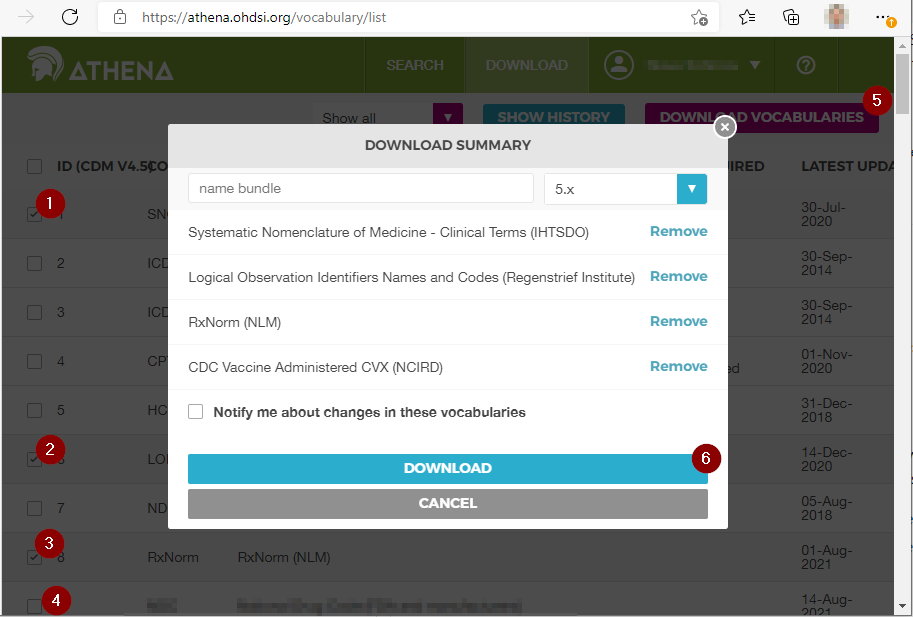 https://athena.ohdsi.org/vocabulary/list
ATHENA
SEARCH
DOWNLOAD
5
Show all
SHOW HISTORY
DOWNLOAD VOCABULARIES
DOWNLOAD SUMMARY
ID (CDM V4.5)
LATEST UPDA
name bundle
5.x
1
30-Jul-
2020
Systematic Nomenclature of Medicine - Clinical Terms (IHTSDO) Remove
2 ICD 30-Sep-
2014
Logical Observation Identifiers Names and Codes (Regenstrief Institute) Remove
3 ICD 30-Sep-
2014
RxNorm (NLM) Remove
4 CPT 01-Nov-
2020
CDC Vaccine Administered CVX (NCIRD) Remove
5 HC 31-Dec-
2018
Notify me about changes in these vocabularies
2
14-Dec-
2020
DOWNLOAD
6
7 ND 05-Aug-
2018
CANCEL
3
8 RxNorm RxNorm (NLM) 01-Aug-
2021
4
14-Aug-
2021